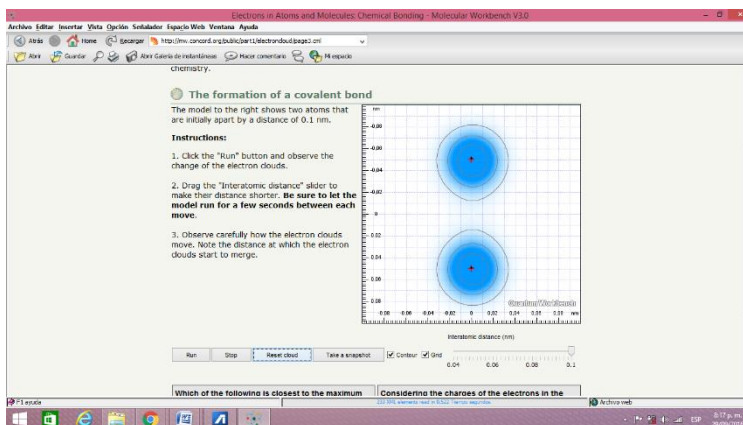 Electrons in Atoms and Molecules: Chemical Bonding - Molecular Workbench V3.0
Archivo Editar Insertar Vista Opción Señalador Espacio Web Ventana Ayuda
Atrás Home Recargar http://mw.concord.org/public/part1/electroncloud/page3.cml
Abrir Guardar Abrir Galería de instantáneas Hacer comentario Mi espacio
chemistry.
The formation of a covalent bond
The model to the right shows two atoms that
are initially apart by a distance of 0.1 nm.
Instructions:
1. Click the "Run" button and observe the
change of the electron clouds.
2. Drag the "Interatomic distance" slider to
make their distance shorter. Be sure to let the
model run for a few seconds between each
move.
3. Observe carefully how the electron clouds
move. Note the distance at which the electron
clouds start to merge.
nm
-0.08
-0.06
-0.04
-0.02
0
0.02
0.04
0.06
0.08
Quantum Workbench
-0.08 -0.06 -0.04 -0.02 0 0.02 0.04 0.06 0.08 nm
Interatomic distance (nm)
Run Stop Reset cloud Take a snapshot Contour Grid
0.04 0.06 0.08 0.1
Which of the following is closest to the maximum
Considering the charges of the electrons in the
F1 ayuda
Archivo web
ESP
5:17 p. m.